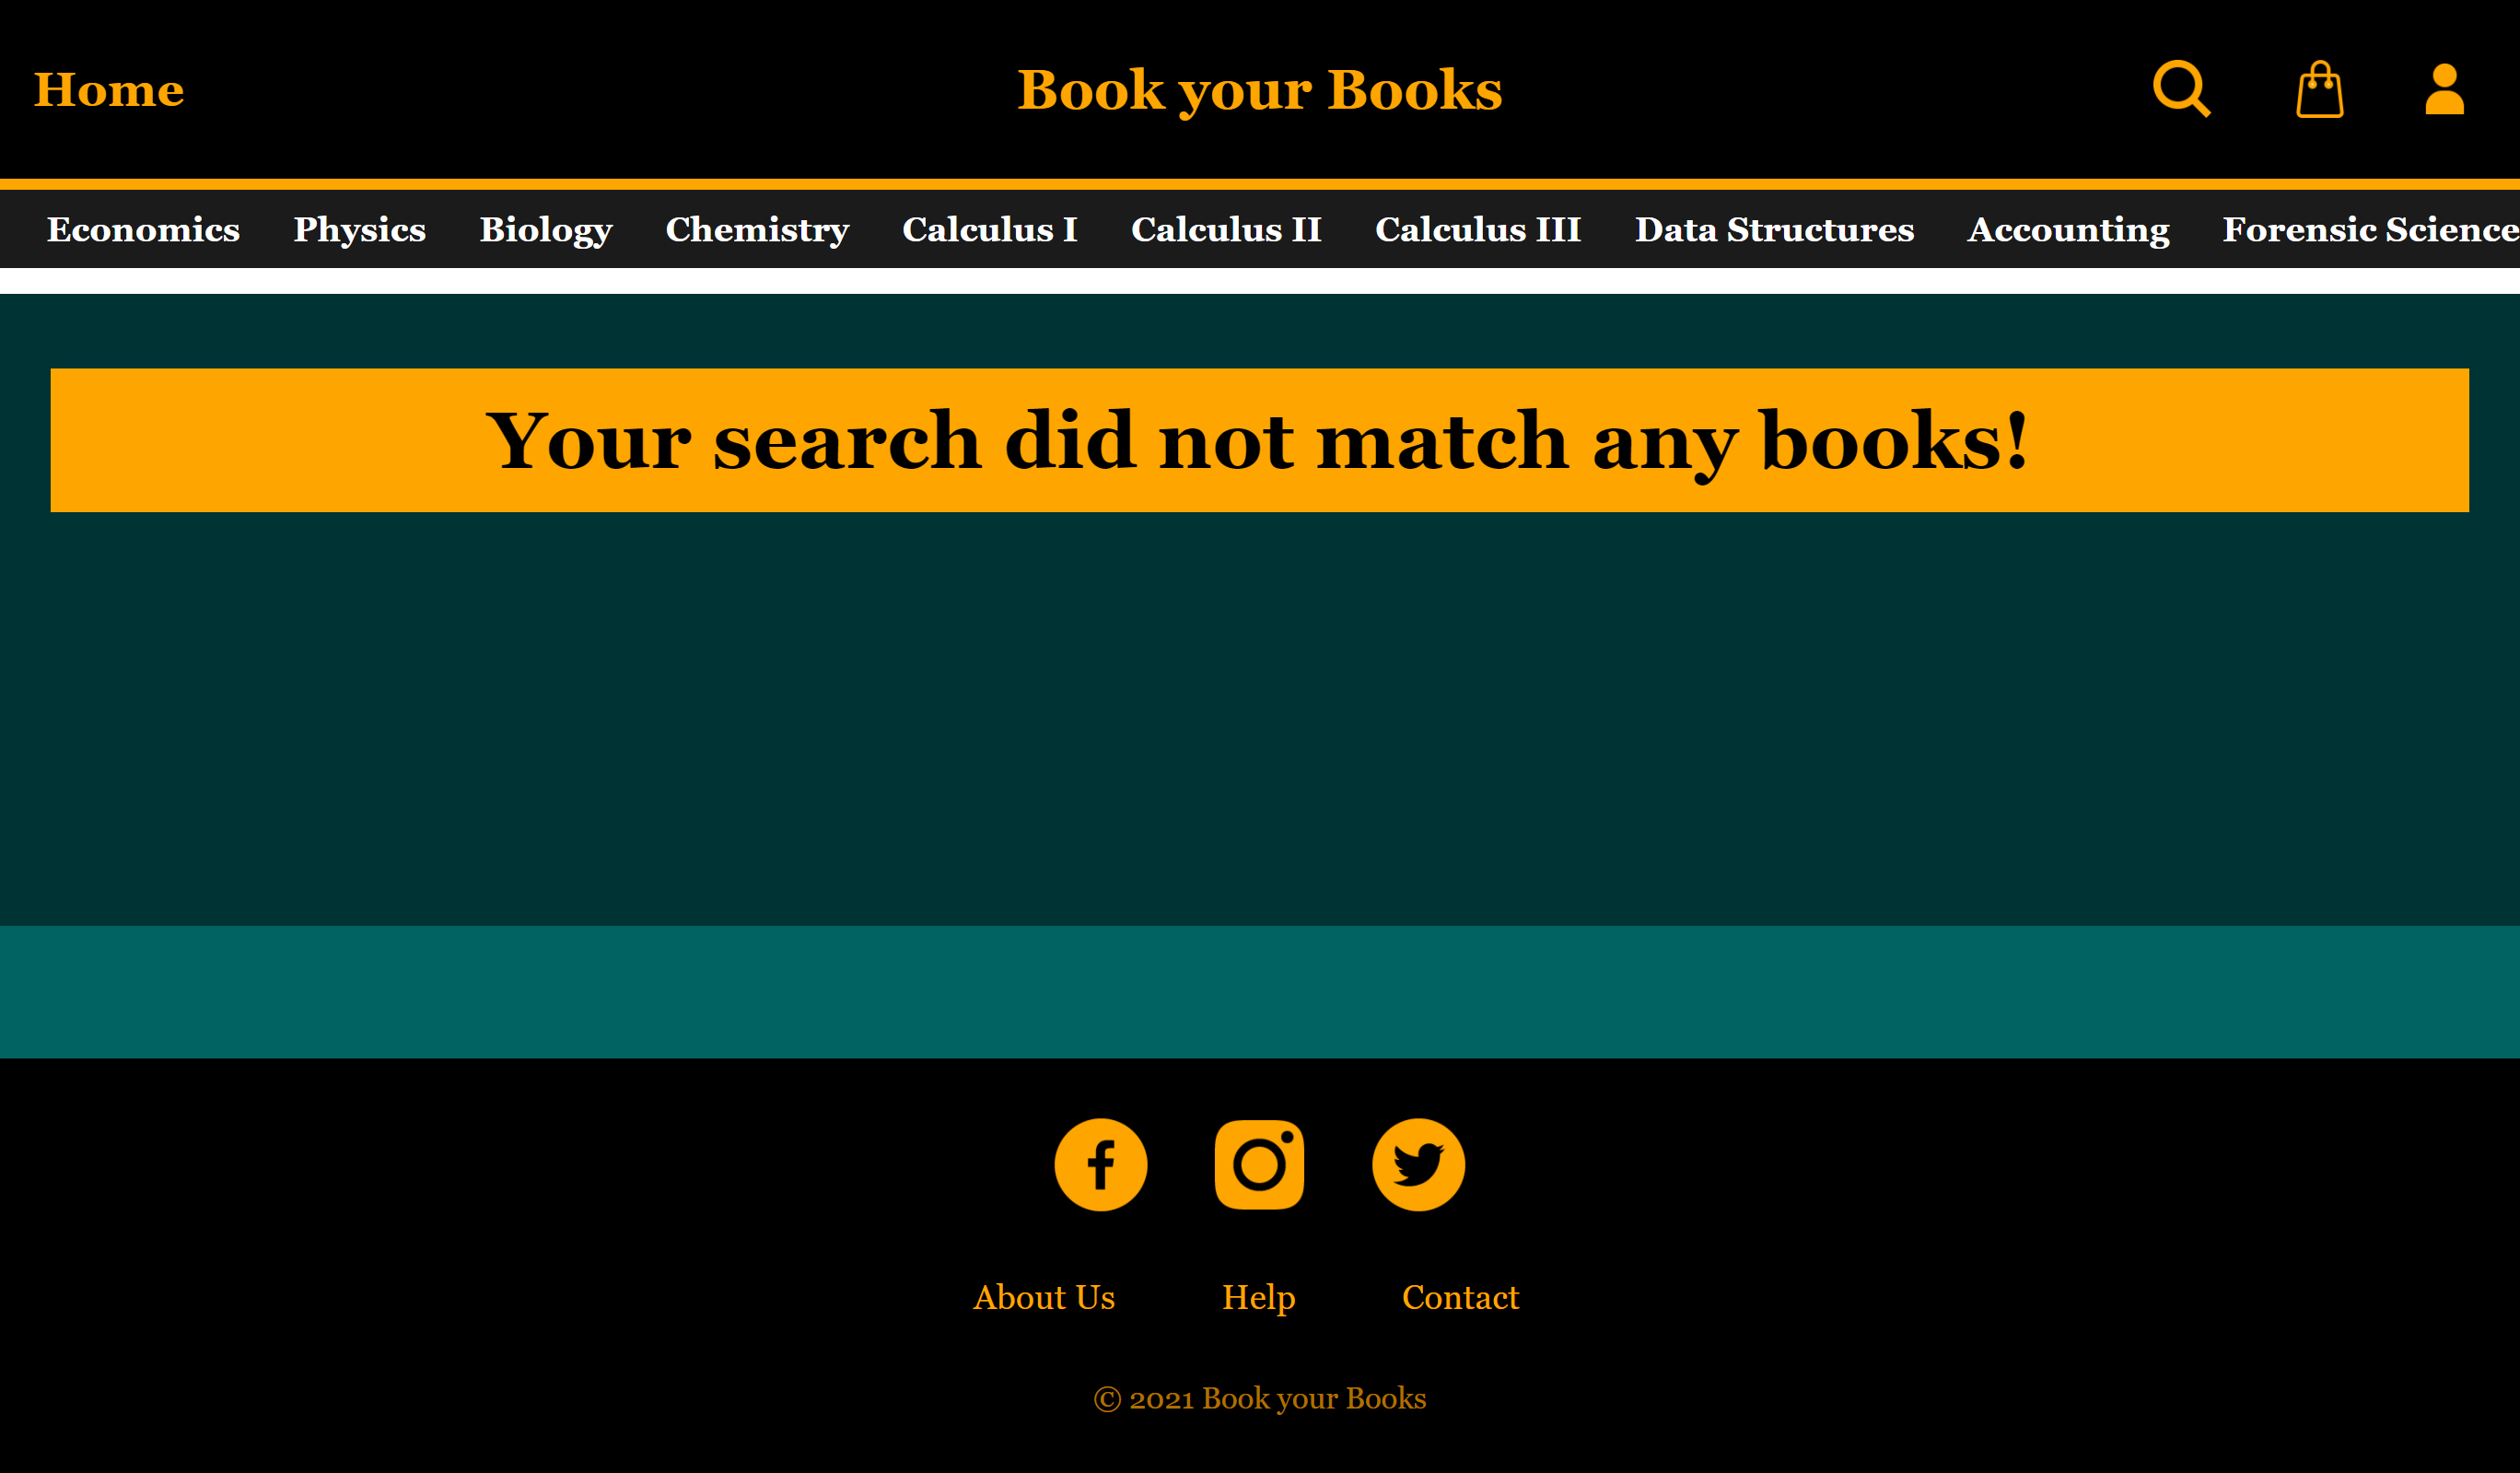 Home Book your Books
Economics Physics Biology Chemistry Calculus I Calculus II Calculus III Data Structures Accounting Forensic Science
Your search did not match any books!
About Us Help Contact
© 2021 Book your Books